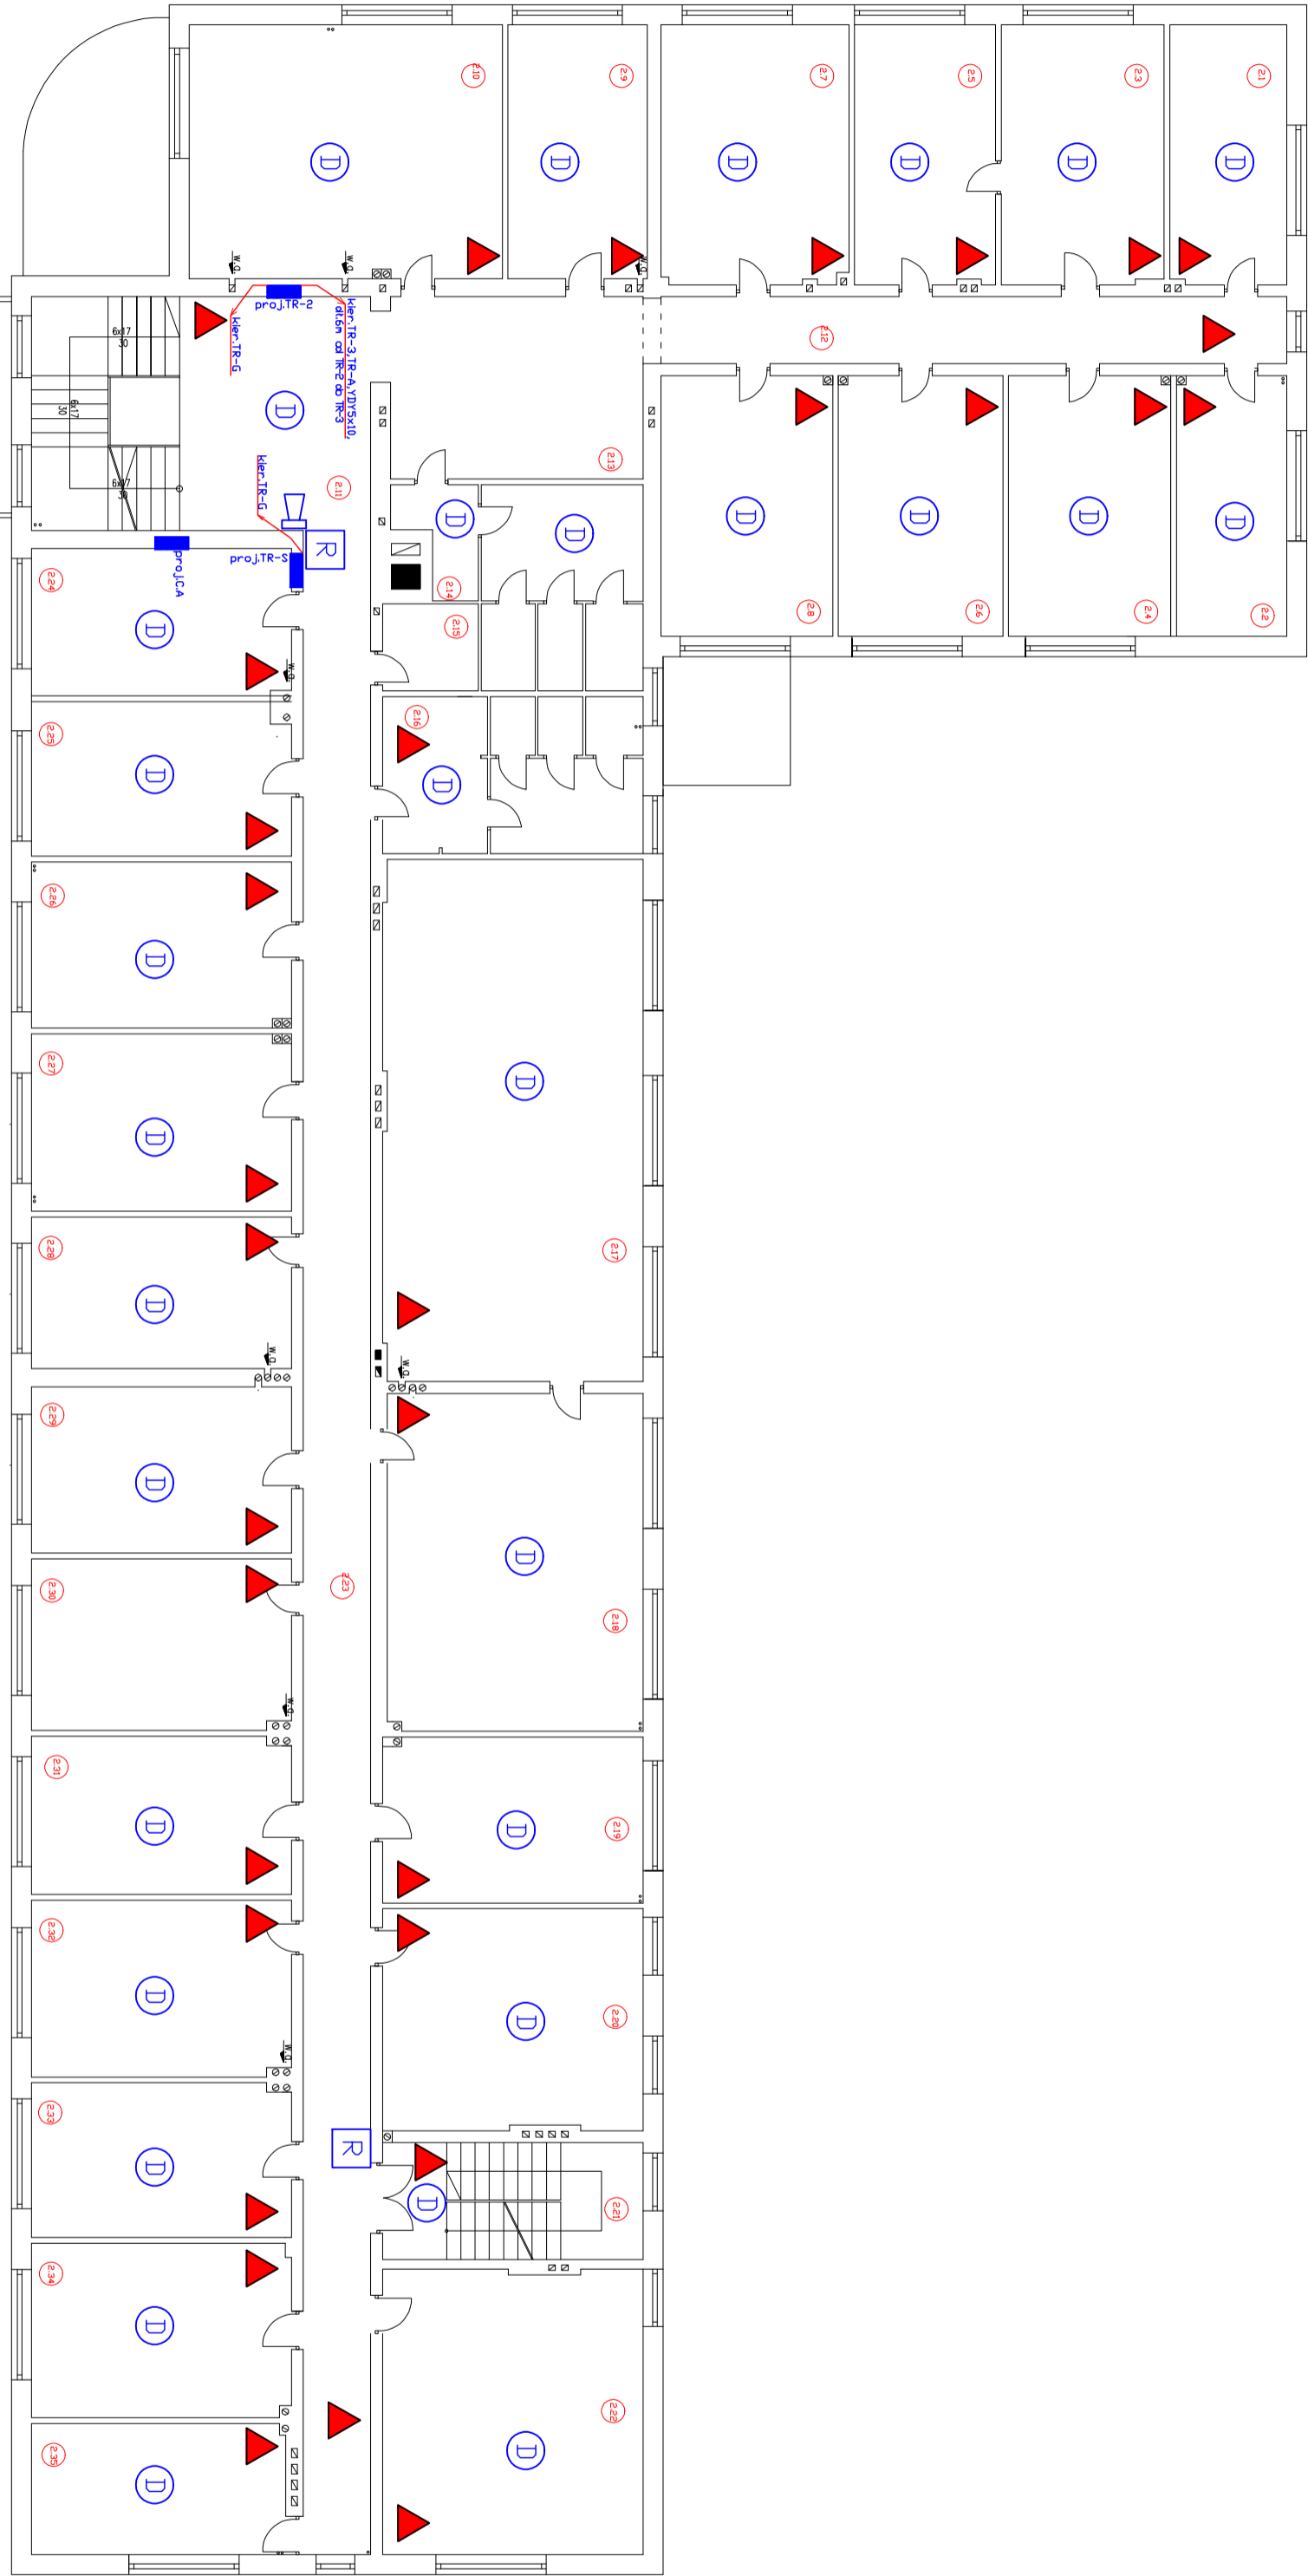 2.10
2.9
2.7
2.5
2.3
2.1
D
D
D
D
D
D
w.g.
w.g.
w.g.
proj.TR-2
kier.TR-G
kier.TR-3,TR-A,YDY5x10,
dł.6m od TR-2 do TR-3
2.12
6x17
30
6x17
30
6x17
30
D
2.11
kier.TR-G
R
proj.TR-S
proj.C.A
2.13
D
D
2.14
2.15
2.16
D
D
D
D
D
2.8
2.6
2.4
2.2
2.24
D
w.g.
2.25
D
2.26
D
2.27
D
2.28
D
w.g.
2.29
D
2.30
w.g.
2.31
D
2.32
D
w.g.
2.33
D
2.34
D
2.35
D
2.23
R
D
2.17
w.g.
D
2.18
D
2.19
D
2.20
D
2.21
D
2.22